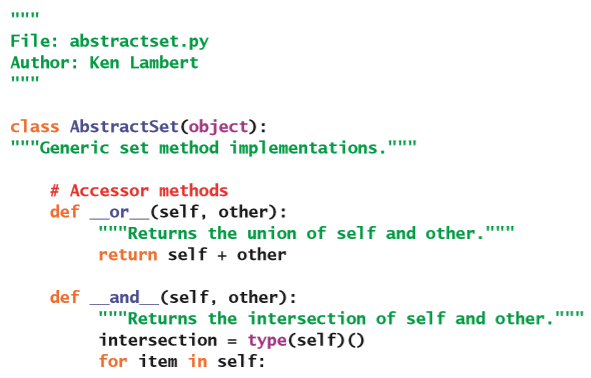 """
File: abstractset.py
Author: Ken Lambert
"""
class AbstractSet(object):
"""Generic set method implementations."""
# Accessor methods
def __or__(self, other):
"""Returns the union of self and other."""
return self + other
def __and__(self, other):
"""Returns the intersection of self and other."""
intersection = type(self)()
for item in self: